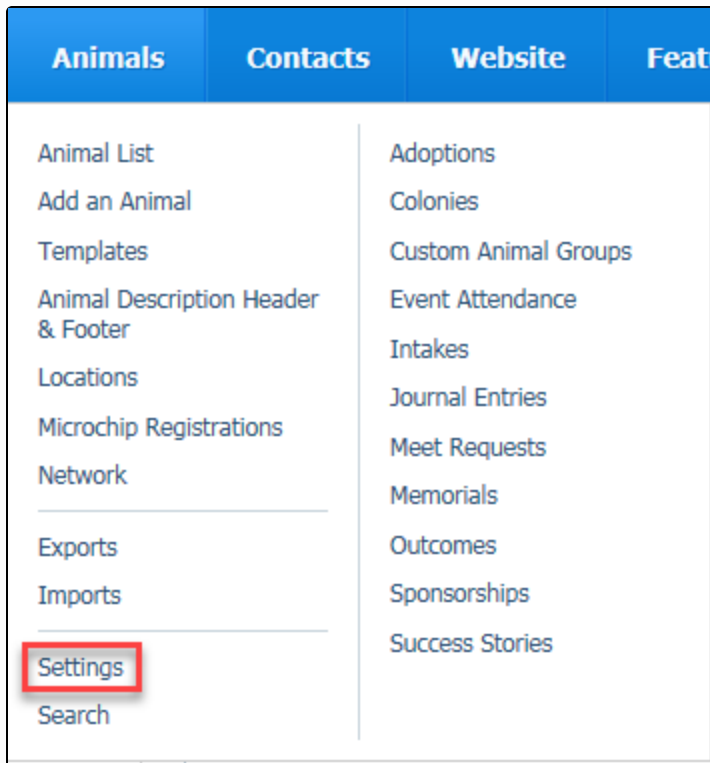 Animals Contacts Website Feat
Animal List
Add an Animal
Templates
Animal Description Header
& Footer
Locations
Microchip Registrations
Network
Exports
Imports
Settings
Search
Adoptions
Colonies
Custom Animal Groups
Event Attendance
Intakes
Journal Entries
Meet Requests
Memorials
Outcomes
Sponsorships
Success Stories